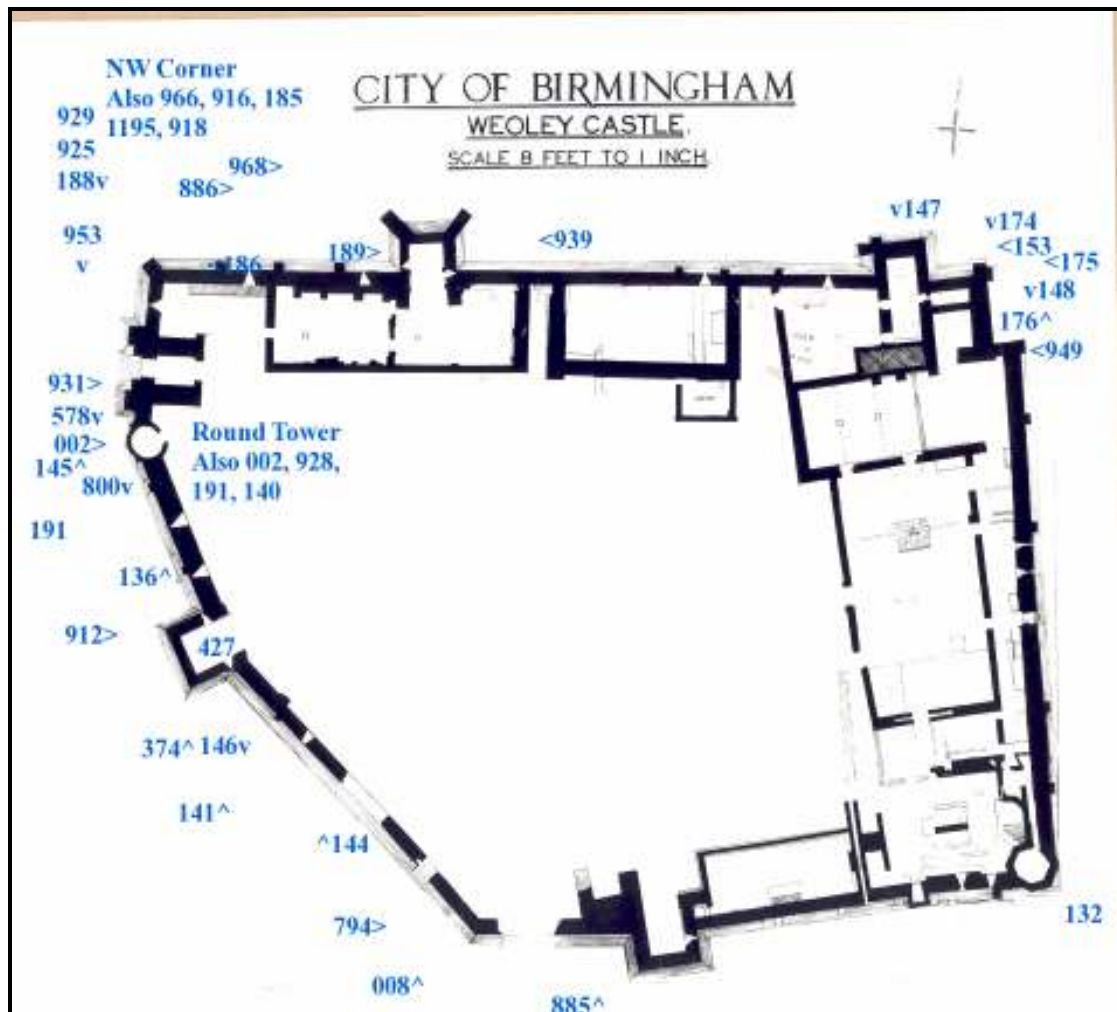 NW Corner
Also 966, 916, 185
1195, 918
929
925
188v
968>
886>
953
v
CITY OF BIRMINGHAM
WEOLEY CASTLE.
SCALE 8 FEET TO 1 INCH
<186
189>
<939
v147
v174
<153
<175
v148
176^
<949
931>
578v
002>
145^
800v
Round Tower
Also 002, 928,
191, 140
191
136^
912>
427
374^
146v
141^
^144
794>
008^
885^
132